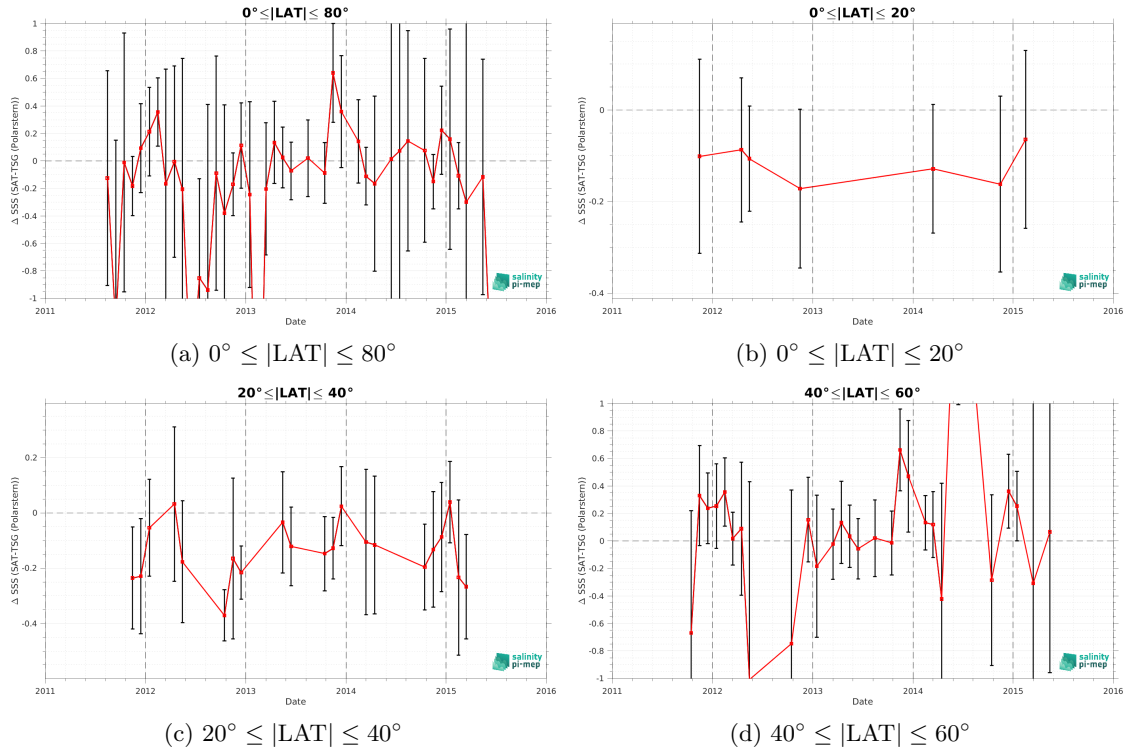 0°≤|LAT|≤ 80°
1
0.8
0.6
0.4
0.2
0
-0.2
-0.4
-0.6
-0.8
-1
Δ SSS (SAT-TSG (Polarstern))
2011 2012 2013 2014 2015 2016
Date
salinity
pi-mep
(a) 0° ≤ |LAT| ≤ 80°
0°≤|LAT|≤ 20°
0
-0.2
-0.4
Δ SSS (SAT-TSG (Polarstern))
2011 2012 2013 2014 2015 2016
Date
salinity
pi-mep
(b) 0° ≤ |LAT| ≤ 20°
20°≤|LAT|≤ 40°
0.2
0
-0.2
-0.4
Δ SSS (SAT-TSG (Polarstern))
2011 2012 2013 2014 2015 2016
Date
salinity
pi-mep
(c) 20° ≤ |LAT| ≤ 40°
40°≤|LAT|≤ 60°
1
0.8
0.6
0.4
0.2
0
-0.2
-0.4
-0.6
-0.8
-1
Δ SSS (SAT-TSG (Polarstern))
2011 2012 2013 2014 2015 2016
Date
salinity
pi-mep
(d) 40° ≤ |LAT| ≤ 60°